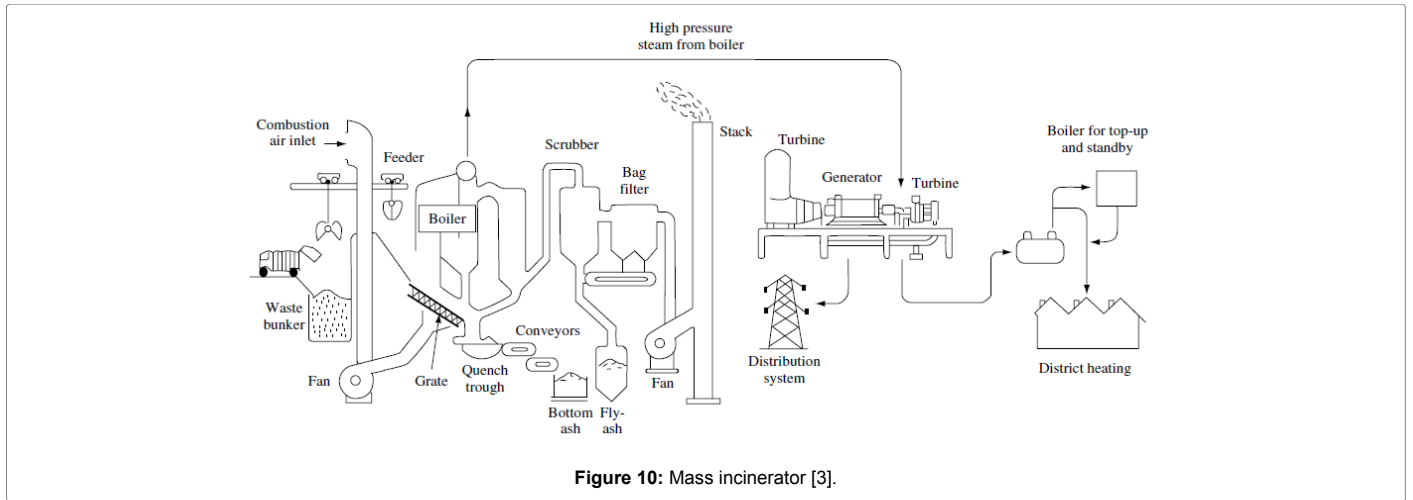 High pressure
steam from boiler
Combustion
air inlet
Feeder
Scrubber
Bag
filter
Stack
Turbine
Generator
Turbine
Boiler for top-up
and standby
Boiler
Waste
bunker
Fan
Grate
Quench
trough
Conveyors
Bottom
ash
Fly-
ash
Fan
Distribution
system
District heating
Figure 10: Mass incinerator [3].